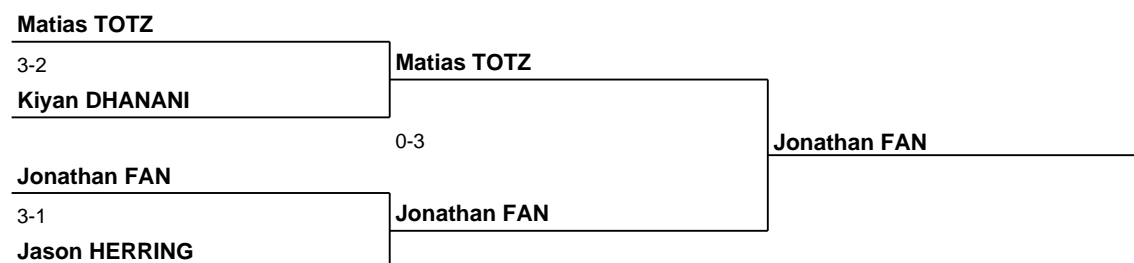 Matias TOTZ
3-2
Matias TOTZ
Kiyan DHANANI
0-3
Jonathan FAN
Jonathan FAN
3-1
Jonathan FAN
Jason HERRING